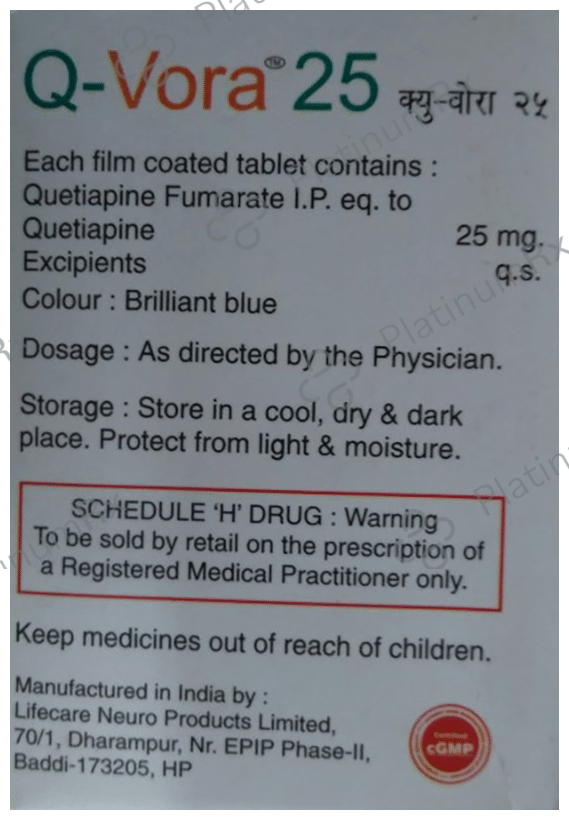 Q-Vora™ 25 क्यु-वोरा २५
Each film coated tablet contains :
Quetiapine Fumarate I.P. eq. to
Quetiapine 25 mg.
Excipients q.s.
Colour : Brilliant blue
Dosage : As directed by the Physician.
Storage : Store in a cool, dry & dark
place. Protect from light & moisture.
SCHEDULE 'H' DRUG : Warning
To be sold by retail on the prescription of
a Registered Medical Practitioner only.
Keep medicines out of reach of children.
Manufactured in India by :
Lifecare Neuro Products Limited,
70/1, Dharampur, Nr. EPIP Phase-II,
Baddi-173205, HP
Certified
cGMP
PlatinumRx